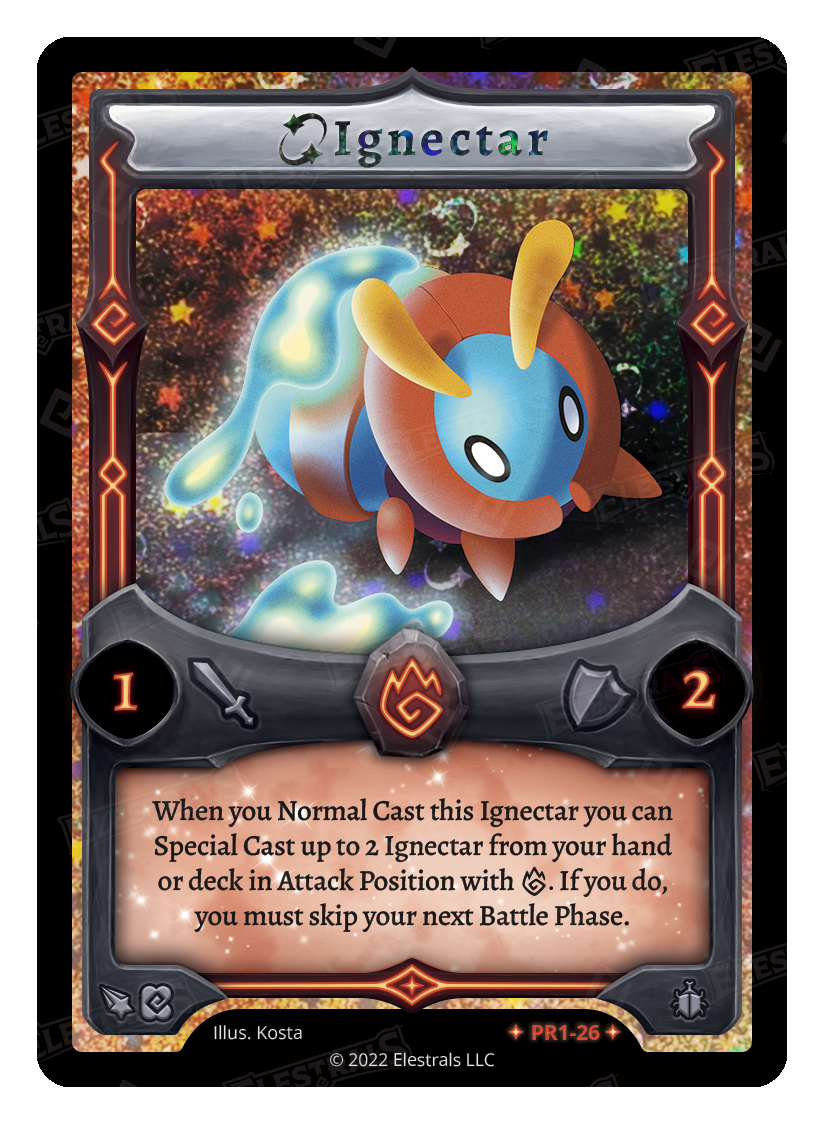 Ignectar
1
2
When you Normal Cast this Ignectar you can
Special Cast up to 2 Ignectar from your hand
or deck in Attack Position with . If you do,
you must skip your next Battle Phase.
Illus. Kosta
PR1-26
© 2022 Elestrals LLC
ELESTRALS